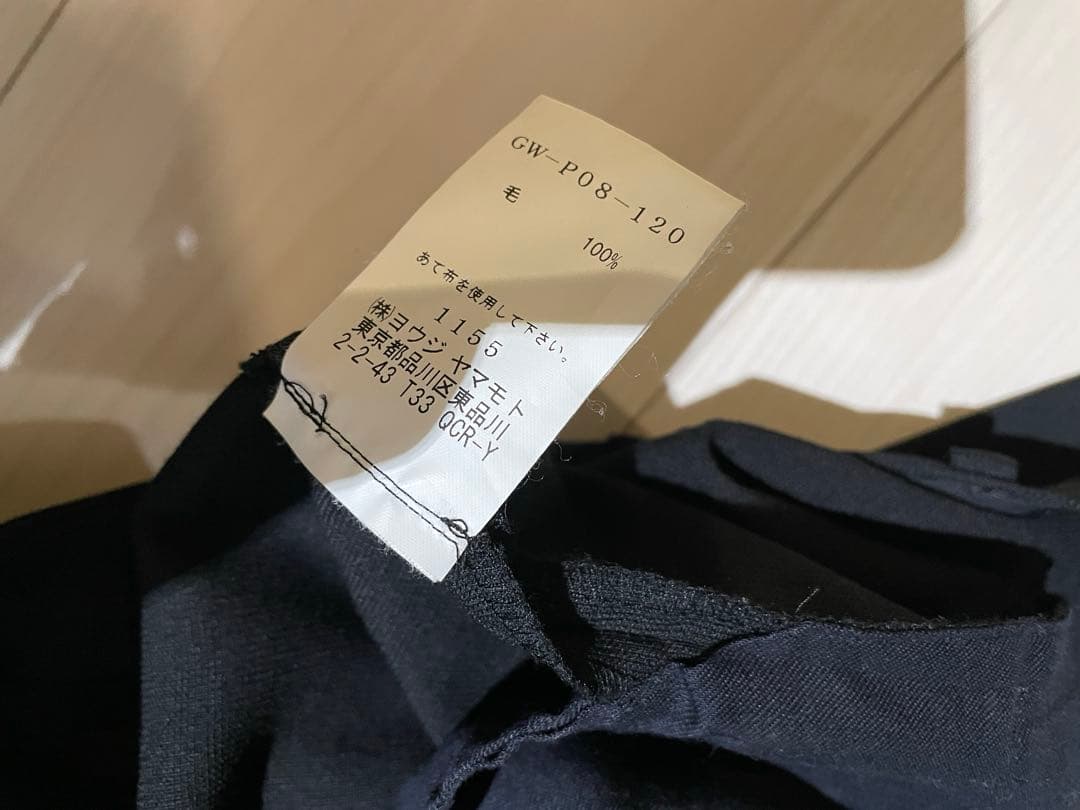 GW-P08-120
毛 100%
あて布を使用して下さい。
1155
㈱ヨウジ ヤマモト
東京都品川区東品川
2-2-43 T33 QCR-Y